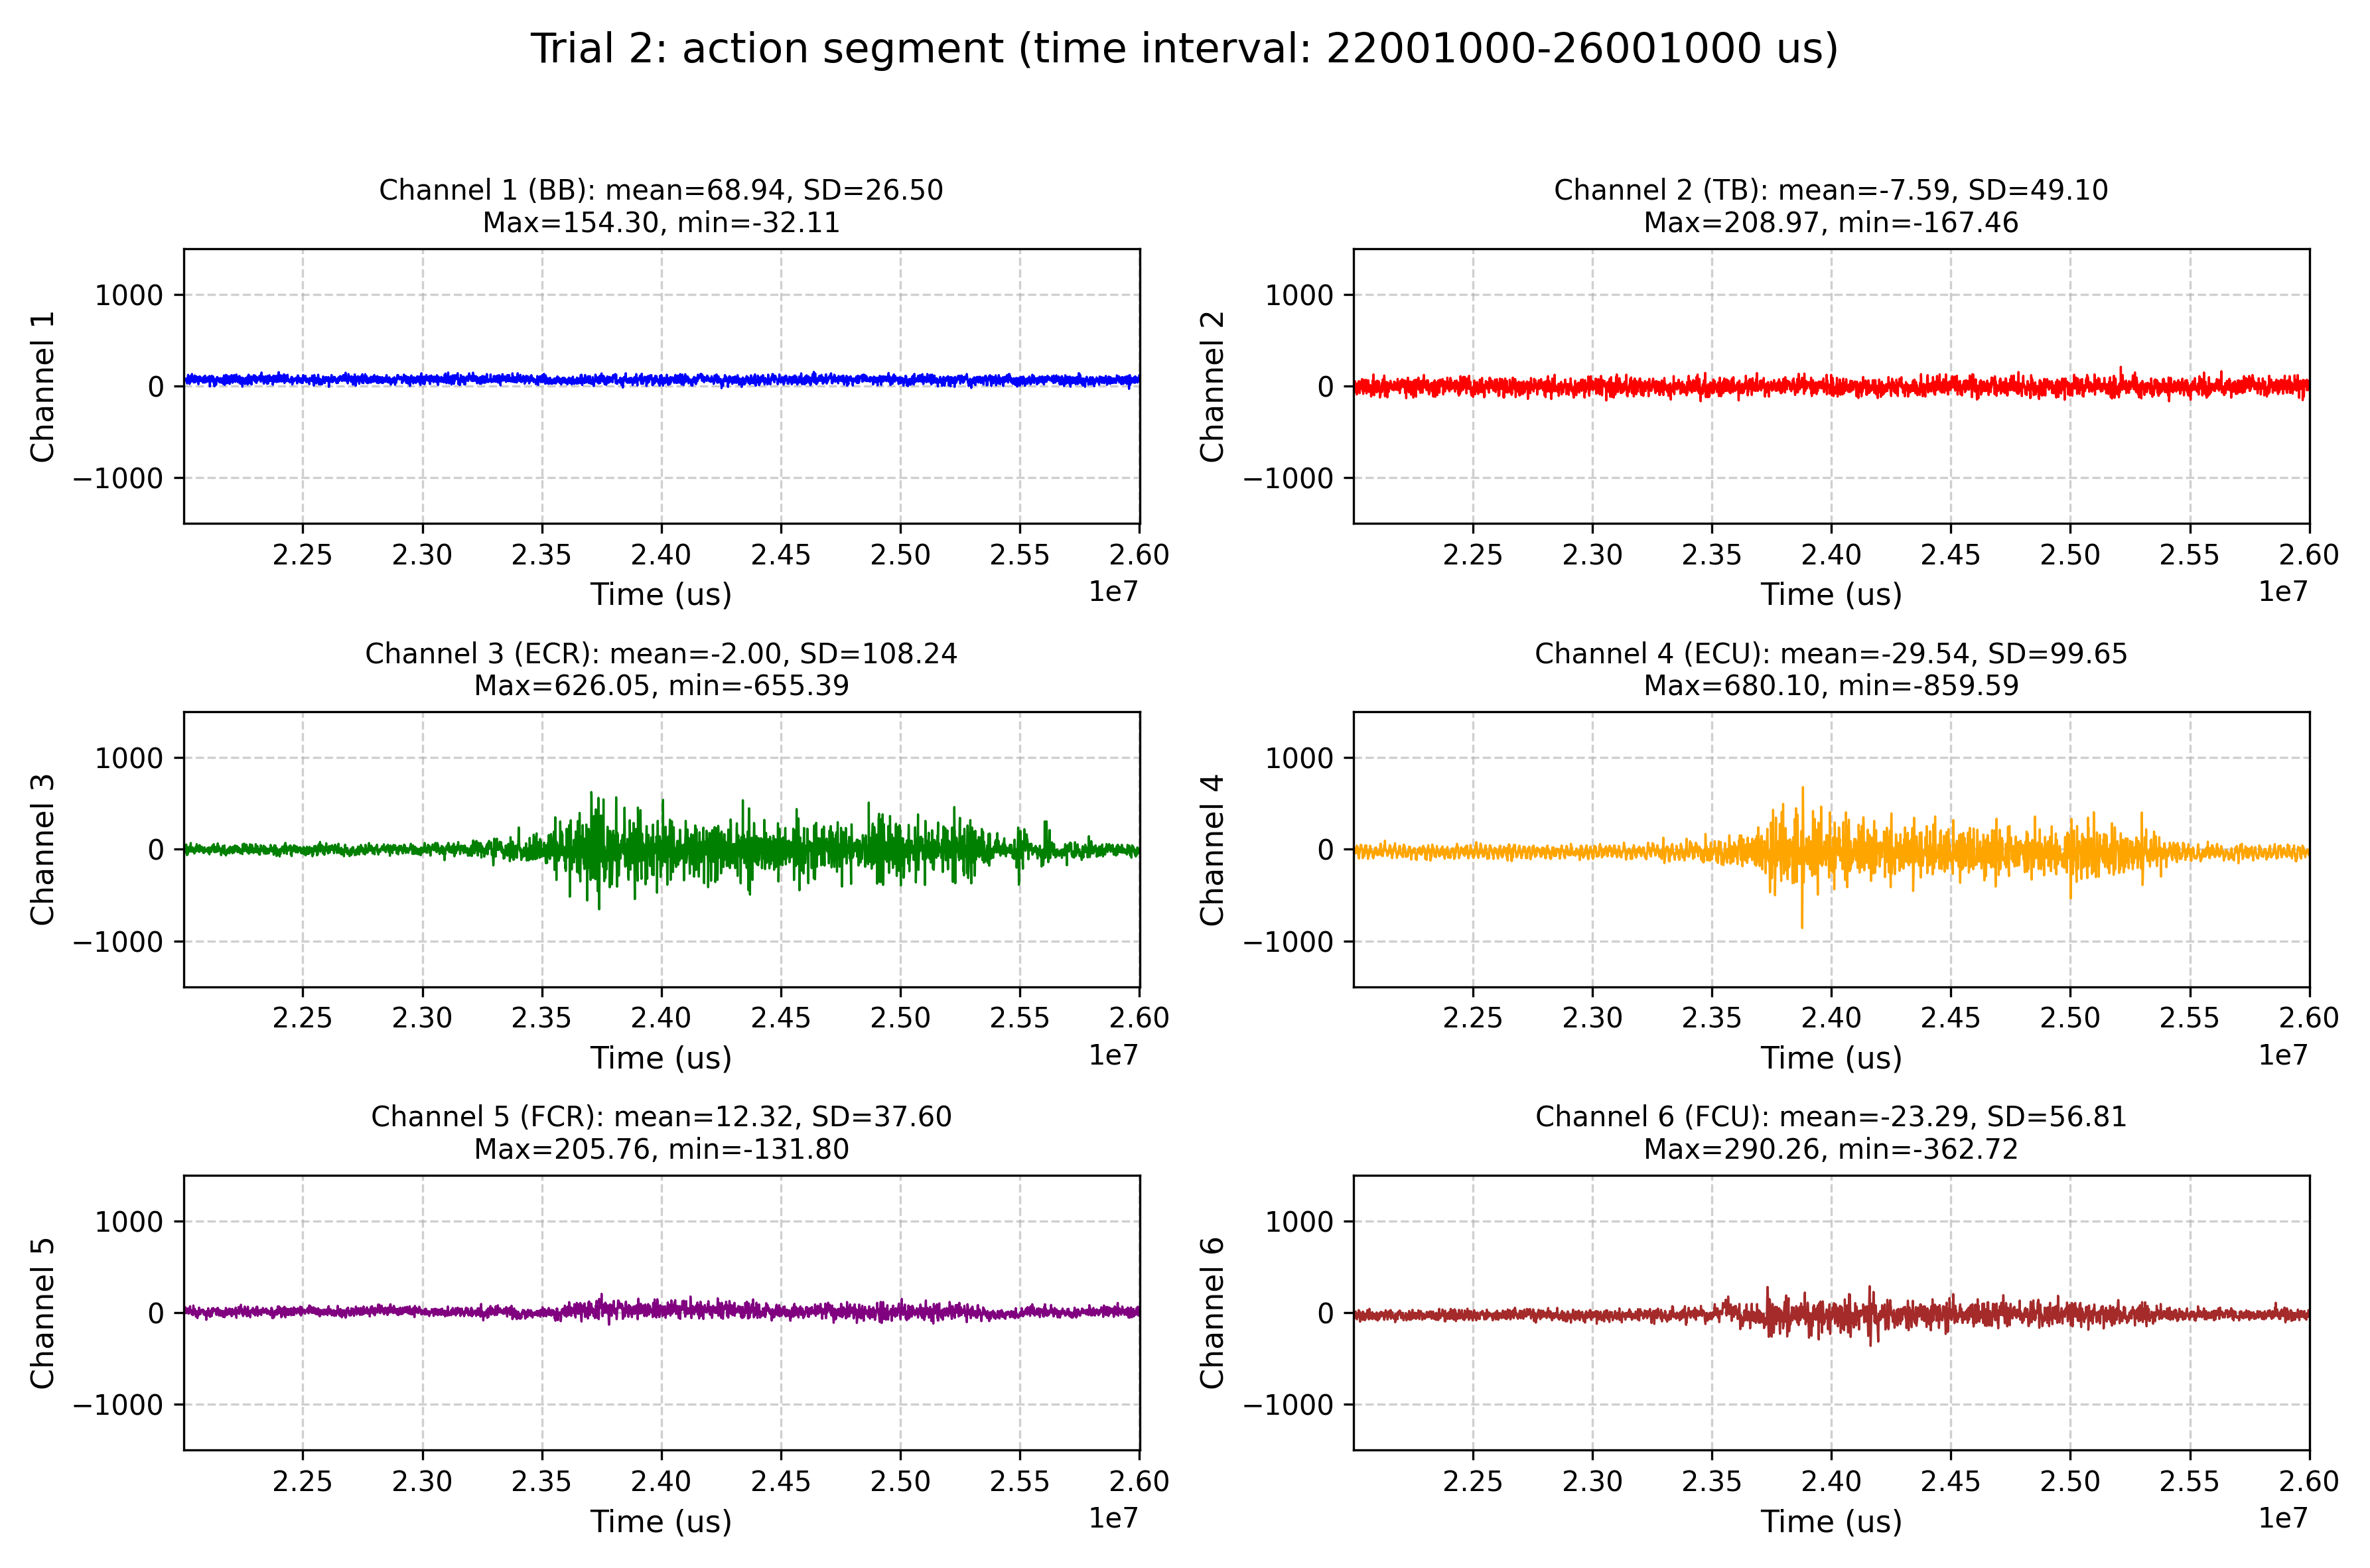 Trial 2: action segment (time interval: 22001000-26001000 us)
Channel 1 (BB): mean=68.94, SD=26.50
Max=154.30, min=-32.11
Channel 1
1000
0
−1000
2.25 2.30 2.35 2.40 2.45 2.50 2.55 2.60
Time (us)
1e7
Channel 2 (TB): mean=-7.59, SD=49.10
Max=208.97, min=-167.46
Channel 2
1000
0
−1000
2.25 2.30 2.35 2.40 2.45 2.50 2.55 2.60
Time (us)
1e7
Channel 3 (ECR): mean=-2.00, SD=108.24
Max=626.05, min=-655.39
Channel 3
1000
0
−1000
2.25 2.30 2.35 2.40 2.45 2.50 2.55 2.60
Time (us)
1e7
Channel 4 (ECU): mean=-29.54, SD=99.65
Max=680.10, min=-859.59
Channel 4
1000
0
−1000
2.25 2.30 2.35 2.40 2.45 2.50 2.55 2.60
Time (us)
1e7
Channel 5 (FCR): mean=12.32, SD=37.60
Max=205.76, min=-131.80
Channel 5
1000
0
−1000
2.25 2.30 2.35 2.40 2.45 2.50 2.55 2.60
Time (us)
1e7
Channel 6 (FCU): mean=-23.29, SD=56.81
Max=290.26, min=-362.72
Channel 6
1000
0
−1000
2.25 2.30 2.35 2.40 2.45 2.50 2.55 2.60
Time (us)
1e7